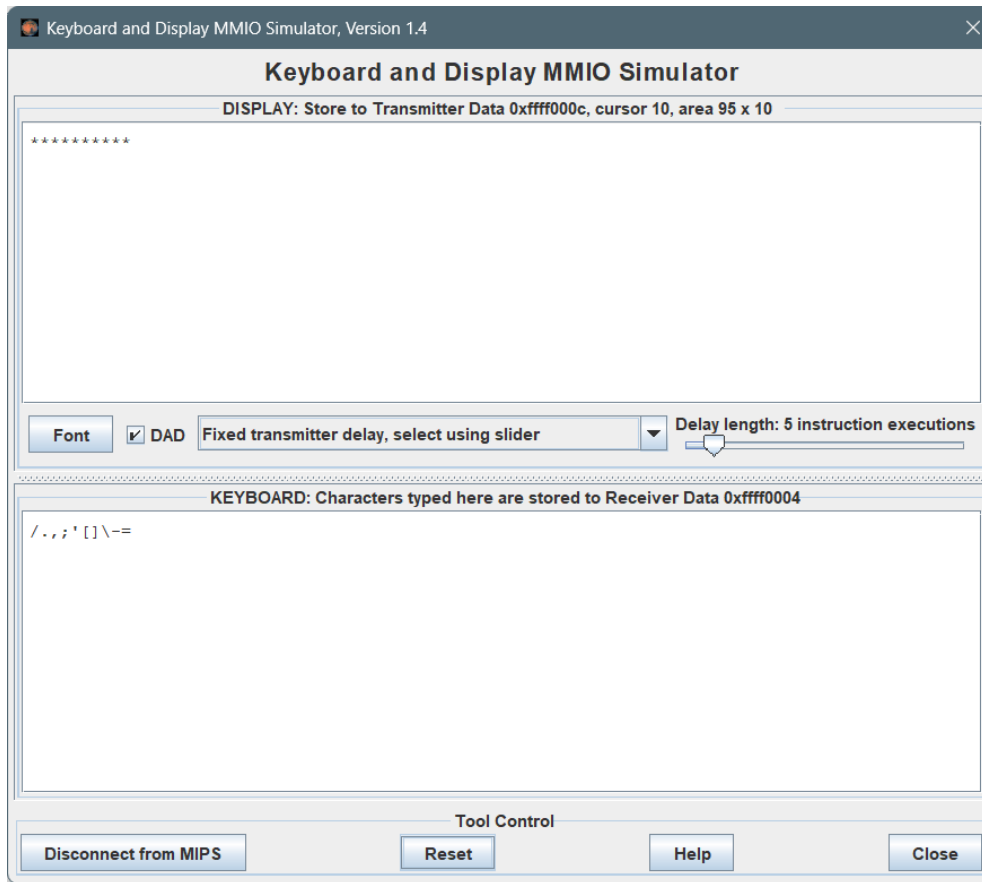 Keyboard and Display MMIO Simulator, Version 1.4
Keyboard and Display MMIO Simulator
DISPLAY: Store to Transmitter Data 0xffff000c, cursor 10, area 95 x 10
**********
Font
DAD
Fixed transmitter delay, select using slider
Delay length: 5 instruction executions
KEYBOARD: Characters typed here are stored to Receiver Data 0xffff0004
/.,;'[]\-=
Tool Control
Disconnect from MIPS
Reset
Help
Close